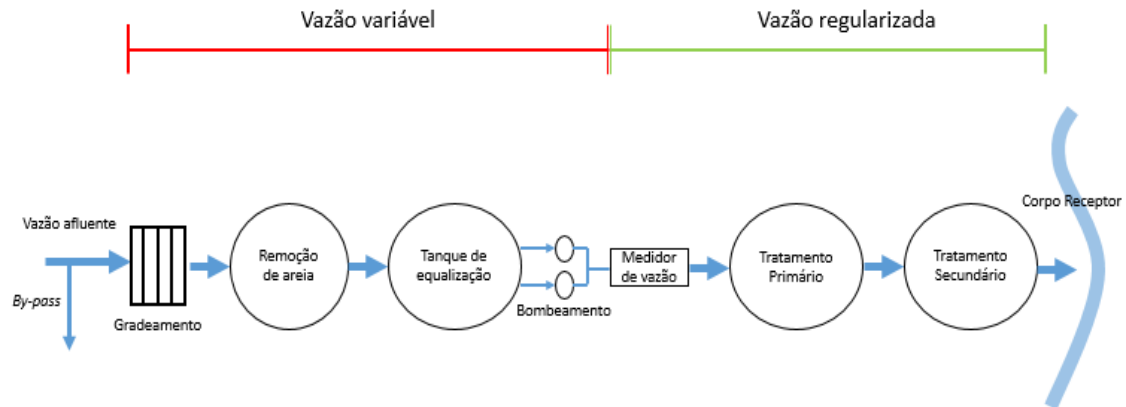 Vazão variável
Vazão regularizada
Vazão afluente
By-pass
Gradeamento
Remoção
de areia
Tanque de
equalização
Bombeamento
Medidor
de vazão
Tratamento
Primário
Tratamento
Secundário
Corpo Receptor